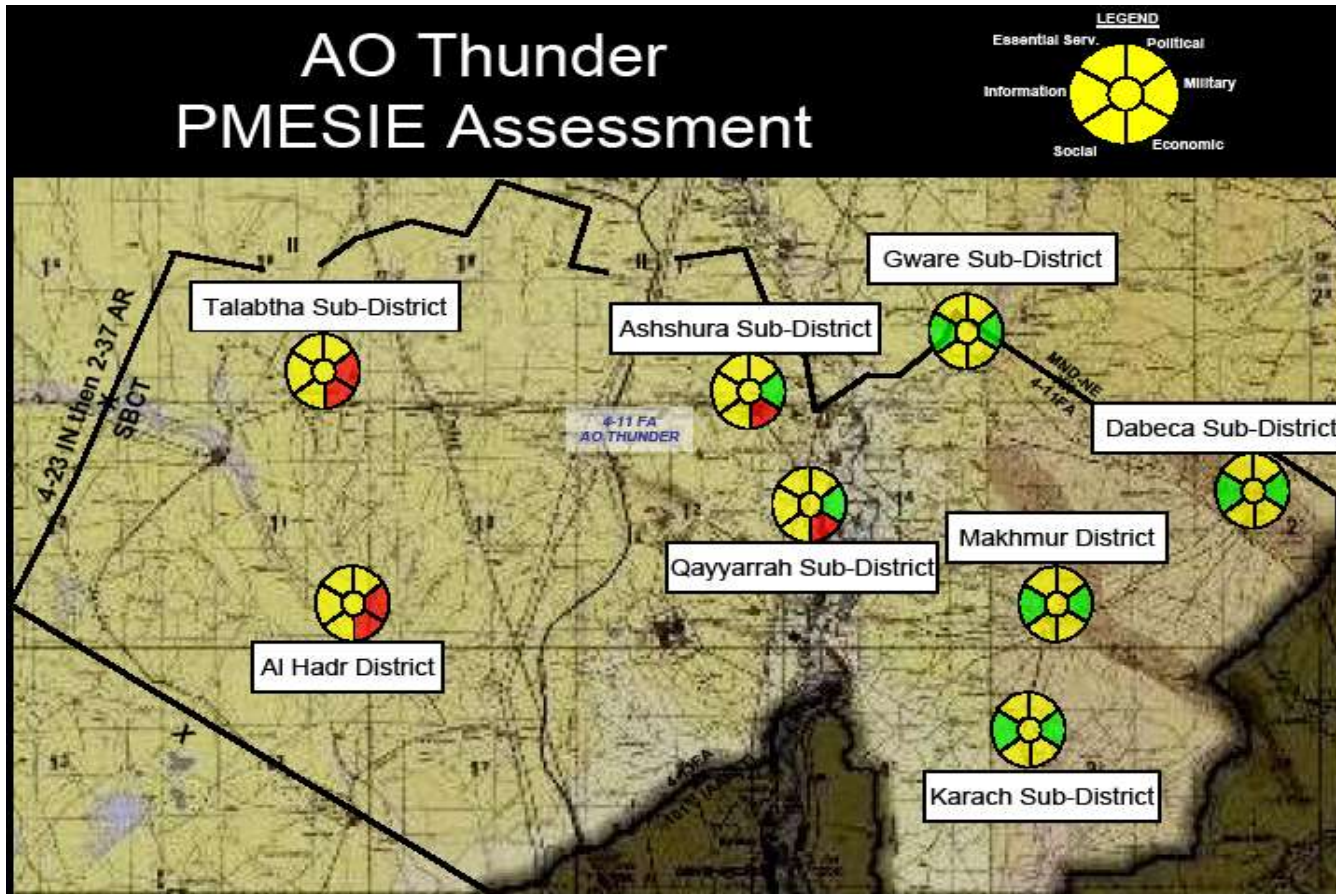 AO Thunder
PMESIE Assessment
LEGEND
Essential Serv.
Political
Information
Military
Social
Economic
Gware Sub-District
Talabtha Sub-District
Ashshura Sub-District
4-23 IN then 2-37 AR
SBCT
MND-NE
4-11FA
4-11 FA
AO THUNDER
Dabeca Sub-District
Makhmur District
Qayyarrah Sub-District
Al Hadr District
Karach Sub-District
II
II
X
X